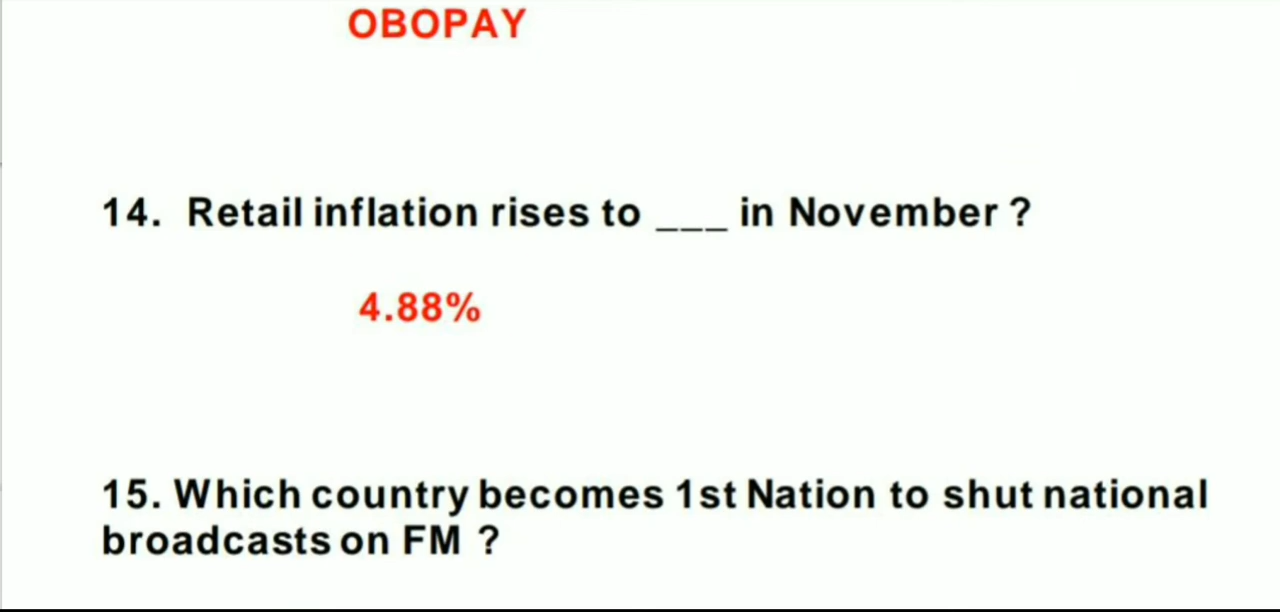 OBOPAY
14. Retail inflation rises to ___ in November ?
4.88%
15. Which country becomes 1st Nation to shut national
broadcasts on FM ?